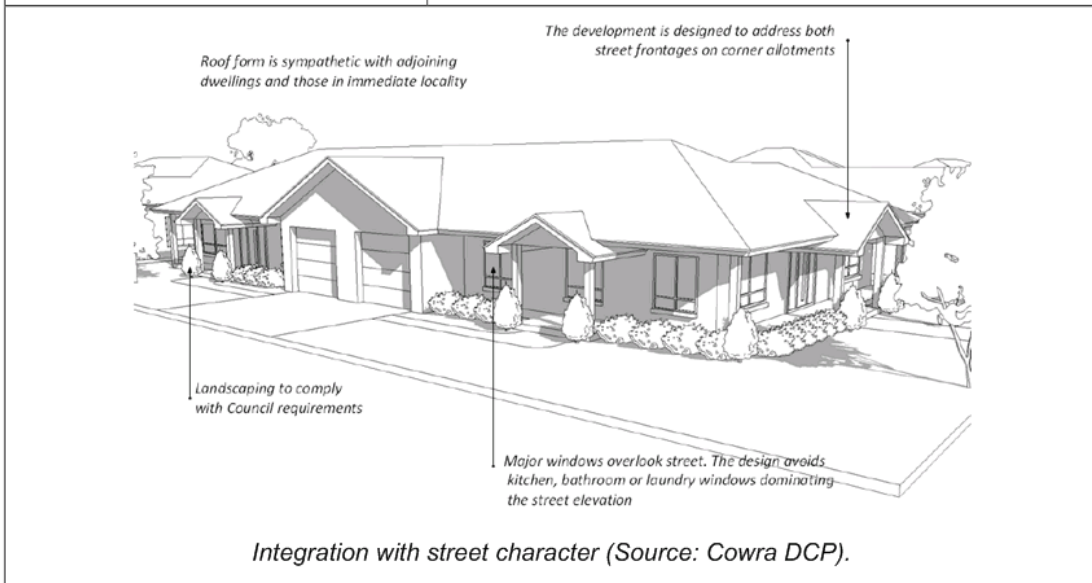 The development is designed to address both
street frontages on corner allotments
Roof form is sympathetic with adjoining
dwellings and those in immediate locality
Landscaping to comply
with Council requirements
Major windows overlook street. The design avoids
kitchen, bathroom or laundry windows dominating
the street elevation
Integration with street character (Source: Cowra DCP).